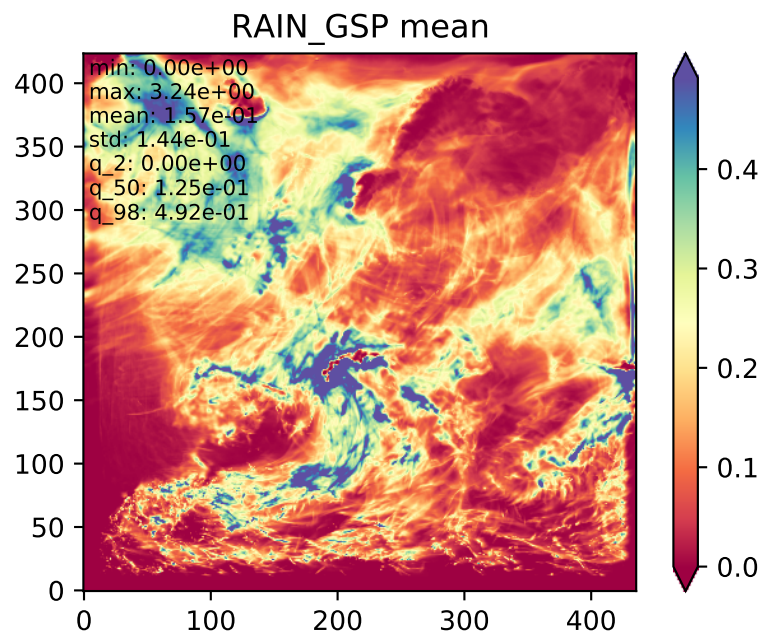 RAIN_GSP mean
min: 0.00e+00
max: 3.24e+00
mean: 1.57e-01
std: 1.44e-01
q_2: 0.00e+00
q_50: 1.25e-01
q_98: 4.92e-01
400
350
300
250
200
150
100
50
0
0 100 200 300 400
0.4
0.3
0.2
0.1
0.0